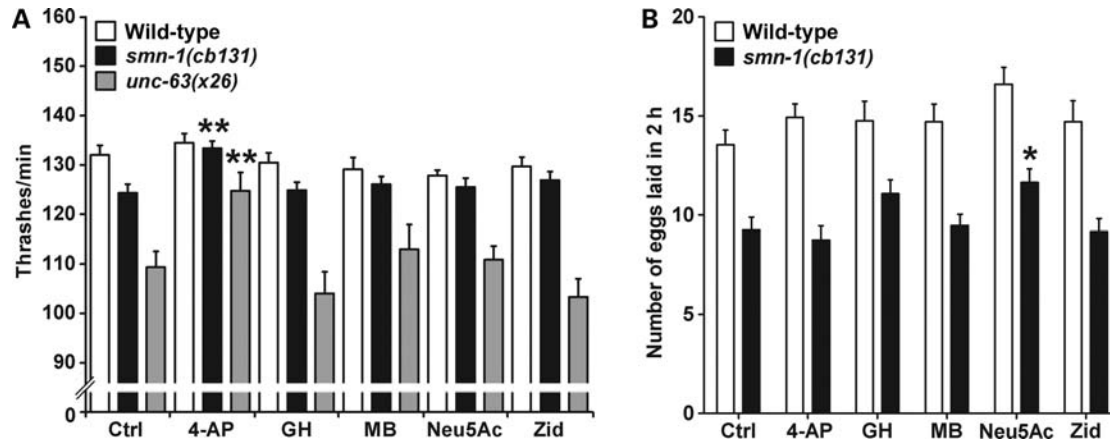 A
Wild-type
smn-1(cb131)
unc-63(x26)
Thrashes/min
160
150
140
130
120
110
100
90
0
**
**
Ctrl 4-AP GH MB Neu5Ac Zid
B
Wild-type
smn-1(cb131)
Number of eggs laid in 2 h
20
15
10
5
0
*
Ctrl 4-AP GH MB Neu5Ac Zid